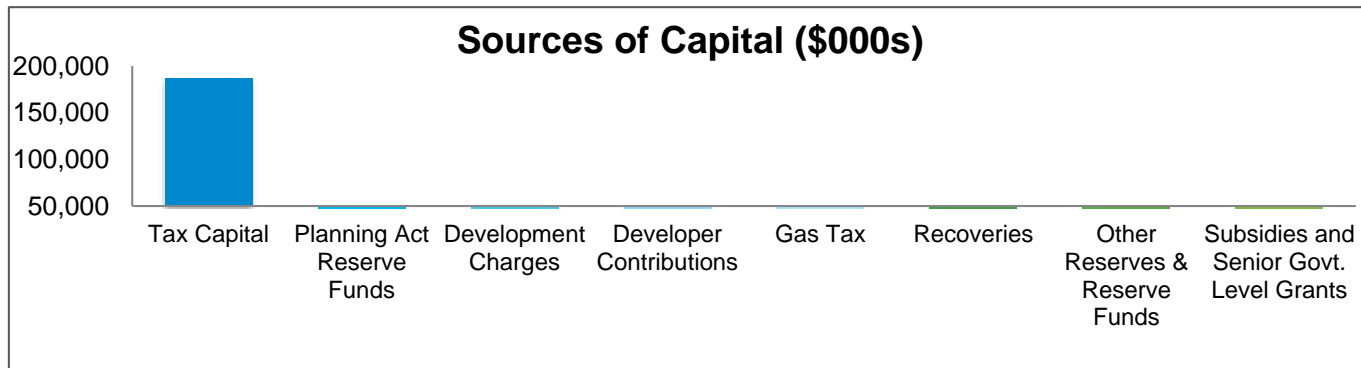 Sources of Capital ($000s)
200,000
150,000
100,000
50,000
Tax Capital
Planning Act
Reserve
Funds
Development
Charges
Developer
Contributions
Gas Tax
Recoveries
Other
Reserves &
Reserve
Funds
Subsidies and
Senior Govt.
Level Grants